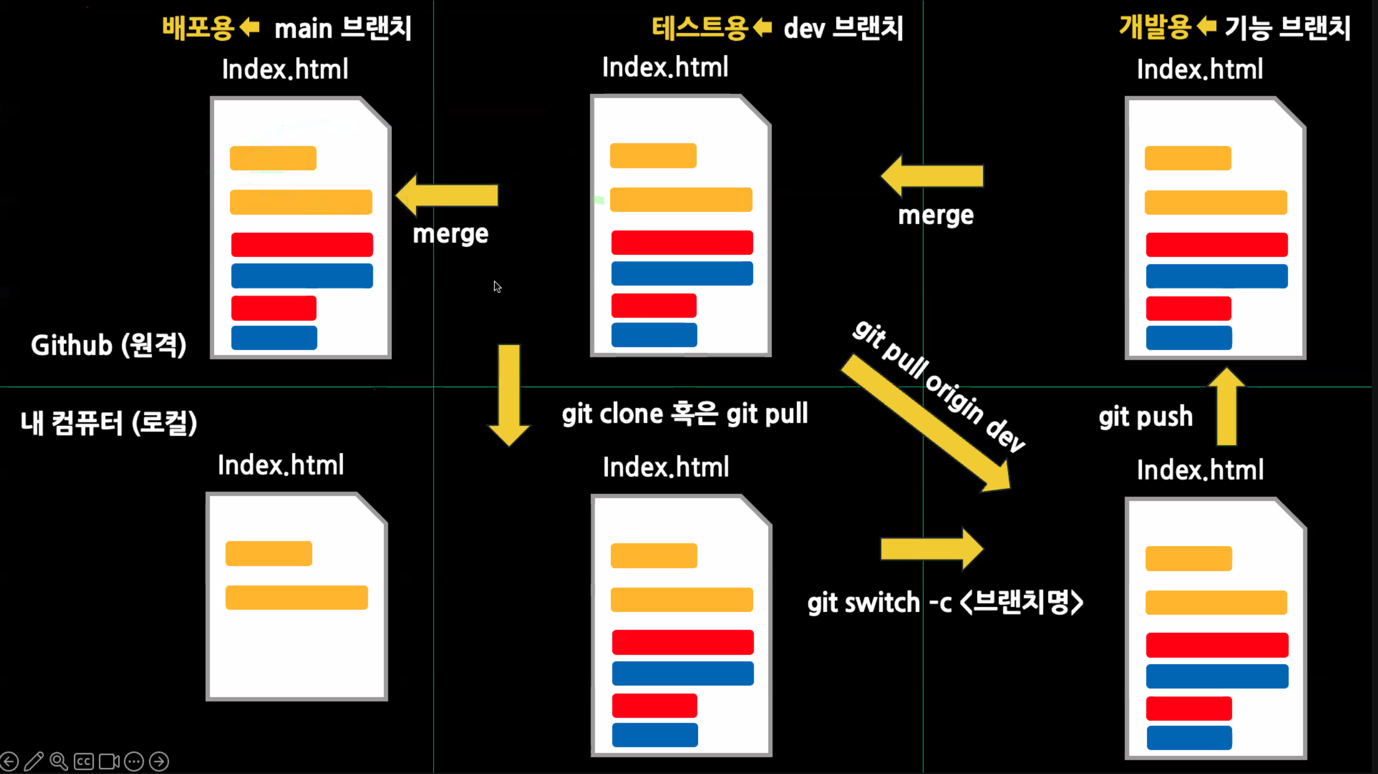 배포용 main 브랜치
테스트용 dev 브랜치
개발용 기능 브랜치
Index.html
Index.html
Index.html
merge
merge
Github (원격)
git pull origin dev
내 컴퓨터 (로컬)
git clone 혹은 git pull
git push
Index.html
Index.html
Index.html
git switch -c <브랜치명>
CC